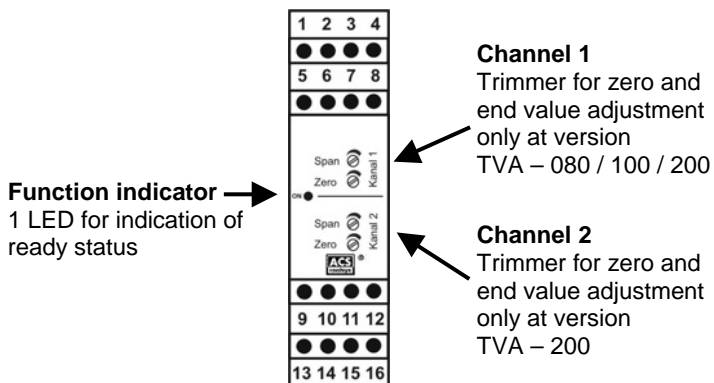 1 2 3 4
5 6 7 8
Channel 1
Trimmer for zero and
end value adjustment
only at version
TVA – 080 / 100 / 200
Span
Zero
Kanal 1
Function indicator
1 LED for indication of
ready status
ON
Span
Zero
Kanal 2
ACS
®
Channel 2
Trimmer for zero and
end value adjustment
only at version
TVA – 200
9 10 11 12
13 14 15 16